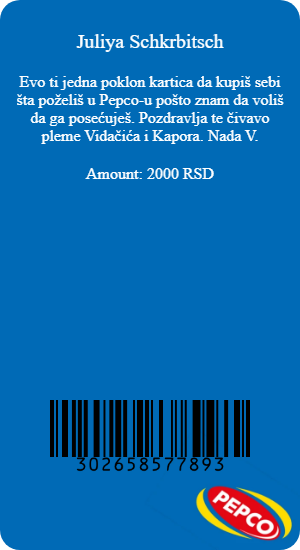 Juliya Schkrbitsch
Evo ti jedna poklon kartica da kupiš sebi
šta poželiš u Pepco-u pošto znam da voliš
da ga posećuješ. Pozdravlja te čivavo
pleme Vidačića i Kapora. Nada V.
Amount: 2000 RSD
302658577893
PEPCO